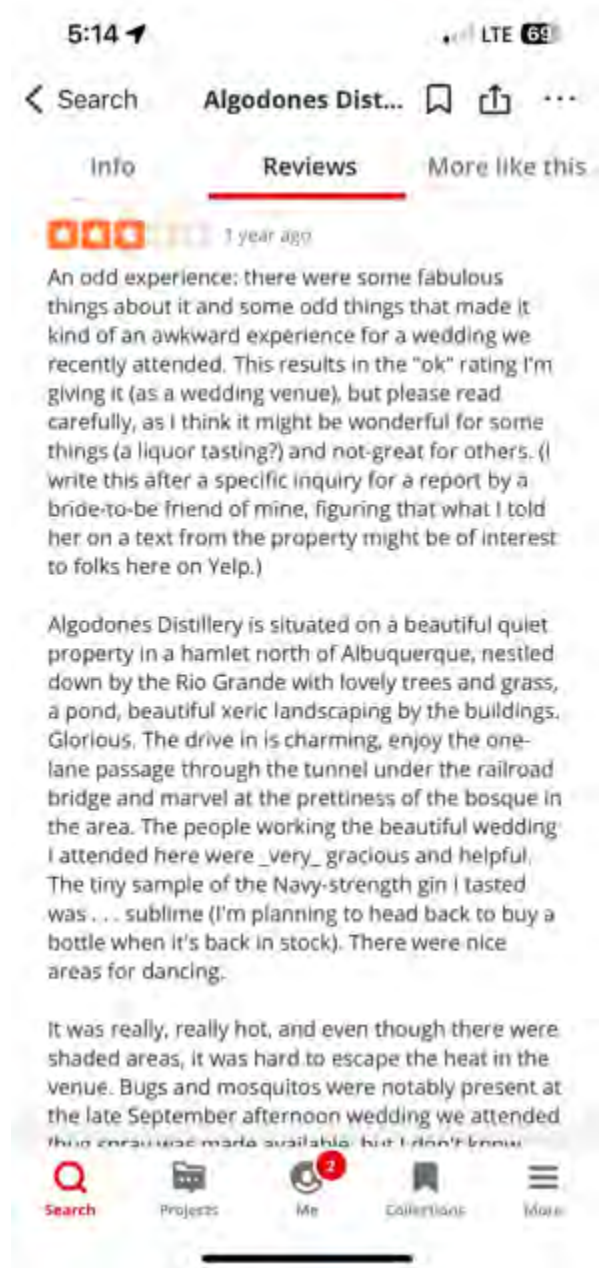 5:14
LTE 69
Search
Algodones Dist...
Info
Reviews
More like this
1 year ago
An odd experience: there were some fabulous
things about it and some odd things that made it
kind of an awkward experience for a wedding we
recently attended. This results in the "ok" rating I'm
giving it (as a wedding venue), but please read
carefully, as I think it might be wonderful for some
things (a liquor tasting?) and not-great for others. (I
write this after a specific inquiry for a report by a
bride-to-be friend of mine, figuring that what I told
her on a text from the property might be of interest
to folks here on Yelp.)
Algodones Distillery is situated on a beautiful quiet
property in a hamlet north of Albuquerque, nestled
down by the Rio Grande with lovely trees and grass,
a pond, beautiful xeric landscaping by the buildings.
Glorious. The drive in is charming, enjoy the one-
lane passage through the tunnel under the railroad
bridge and marvel at the prettiness of the bosque in
the area. The people working the beautiful wedding
I attended here were _very_ gracious and helpful.
The tiny sample of the Navy-strength gin I tasted
was . . . sublime (I'm planning to head back to buy a
bottle when it's back in stock). There were nice
areas for dancing.
It was really, really hot, and even though there were
shaded areas, it was hard to escape the heat in the
venue. Bugs and mosquitos were notably present at
the late September afternoon wedding we attended
(bug spray was made available, but I don't know
2
Search
Projects
Me
Collections
More